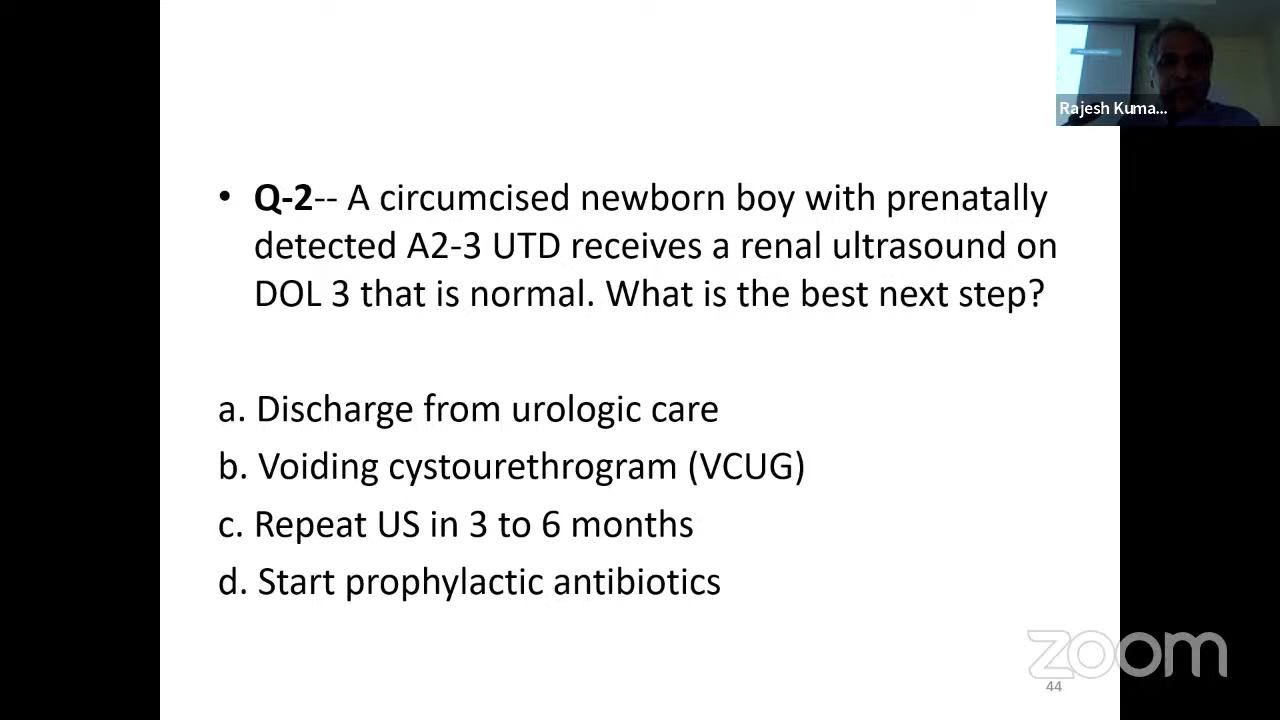 Rajesh Kuma...
• Q-2-- A circumcised newborn boy with prenatally
detected A2-3 UTD receives a renal ultrasound on
DOL 3 that is normal. What is the best next step?
a. Discharge from urologic care
b. Voiding cystourethrogram (VCUG)
c. Repeat US in 3 to 6 months
d. Start prophylactic antibiotics
zoom
44